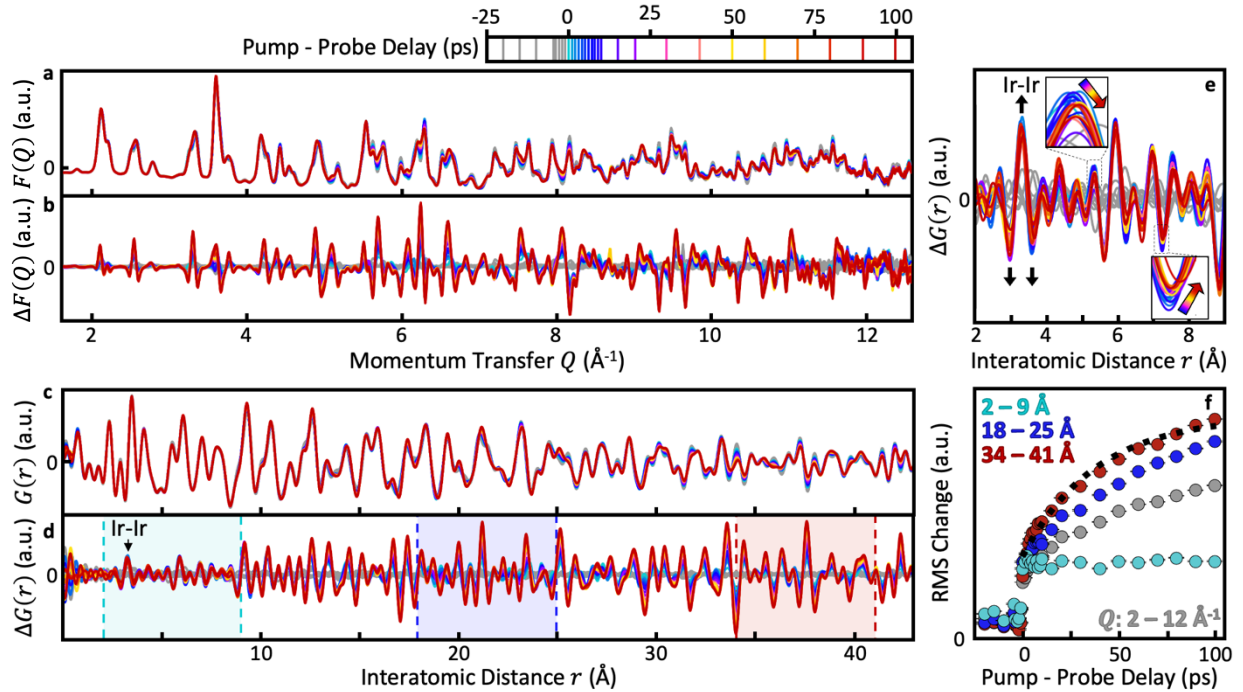 -25 0 25 50 75 100
Pump - Probe Delay (ps)
a
F(Q) (a.u.)
0
b
ΔF(Q) (a.u.)
0
2 4 6 8 10 12
Momentum Transfer Q (Å-1)
c
G(r) (a.u.)
0
d
Ir-Ir
ΔG(r) (a.u.)
0
10 20 30 40
Interatomic Distance r (Å)
e
Ir-Ir
ΔG(r) (a.u.)
0
2 4 6 8
Interatomic Distance r (Å)
f
2 – 9 Å
18 – 25 Å
34 – 41 Å
RMS Change (a.u.)
0
Q: 2 – 12 Å-1
0 50 100
Pump - Probe Delay (ps)